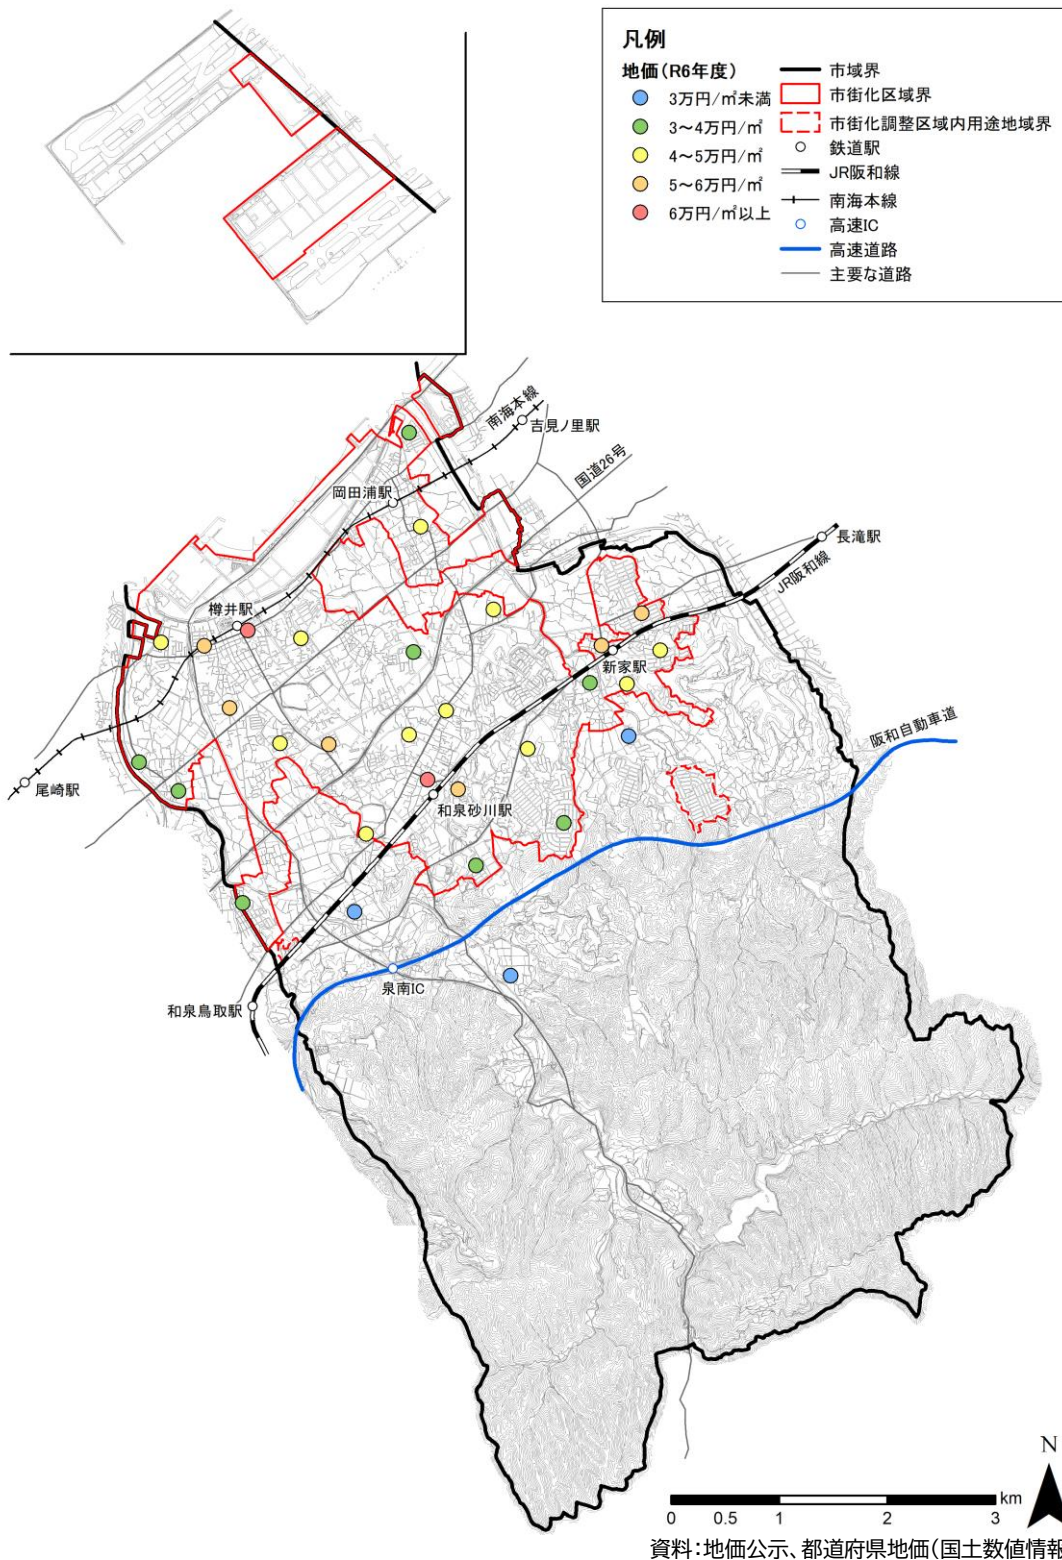 凡例
地価(R6年度)
3万円/㎡未満
3～4万円/㎡
4～5万円/㎡
5～6万円/㎡
6万円/㎡以上
市域界
市街化区域界
市街化調整区域内用途地域界
鉄道駅
JR阪和線
南海本線
高速IC
高速道路
主要な道路
南海本線
吉見ノ里駅
国道26号
岡田浦駅
長滝駅
JR阪和線
樽井駅
新家駅
阪和自動車道
尾崎駅
和泉砂川駅
泉南IC
和泉鳥取駅
N
km
0 0.5 1 2 3
資料:地価公示、都道府県地価(国土数値情報